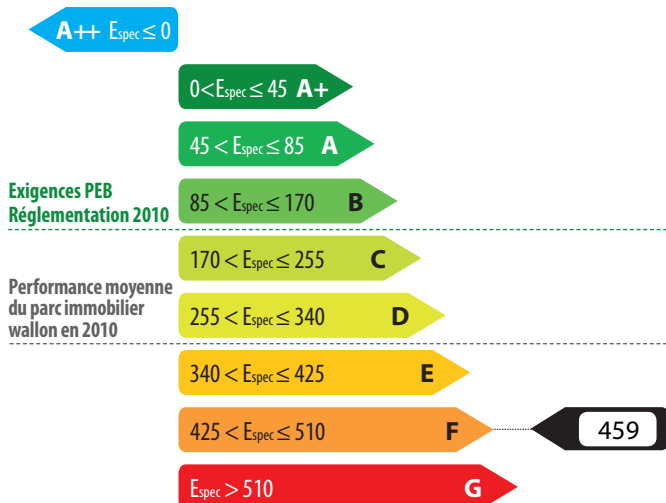 A++ Espec ≤ 0
0 < Espec ≤ 45 A+
45 < Espec ≤ 85 A
Exigences PEB
Réglementation 2010
85 < Espec ≤ 170 B
170 < Espec ≤ 255 C
Performance moyenne
du parc immobilier
wallon en 2010
255 < Espec ≤ 340 D
340 < Espec ≤ 425 E
425 < Espec ≤ 510 F 459
Espec > 510 G